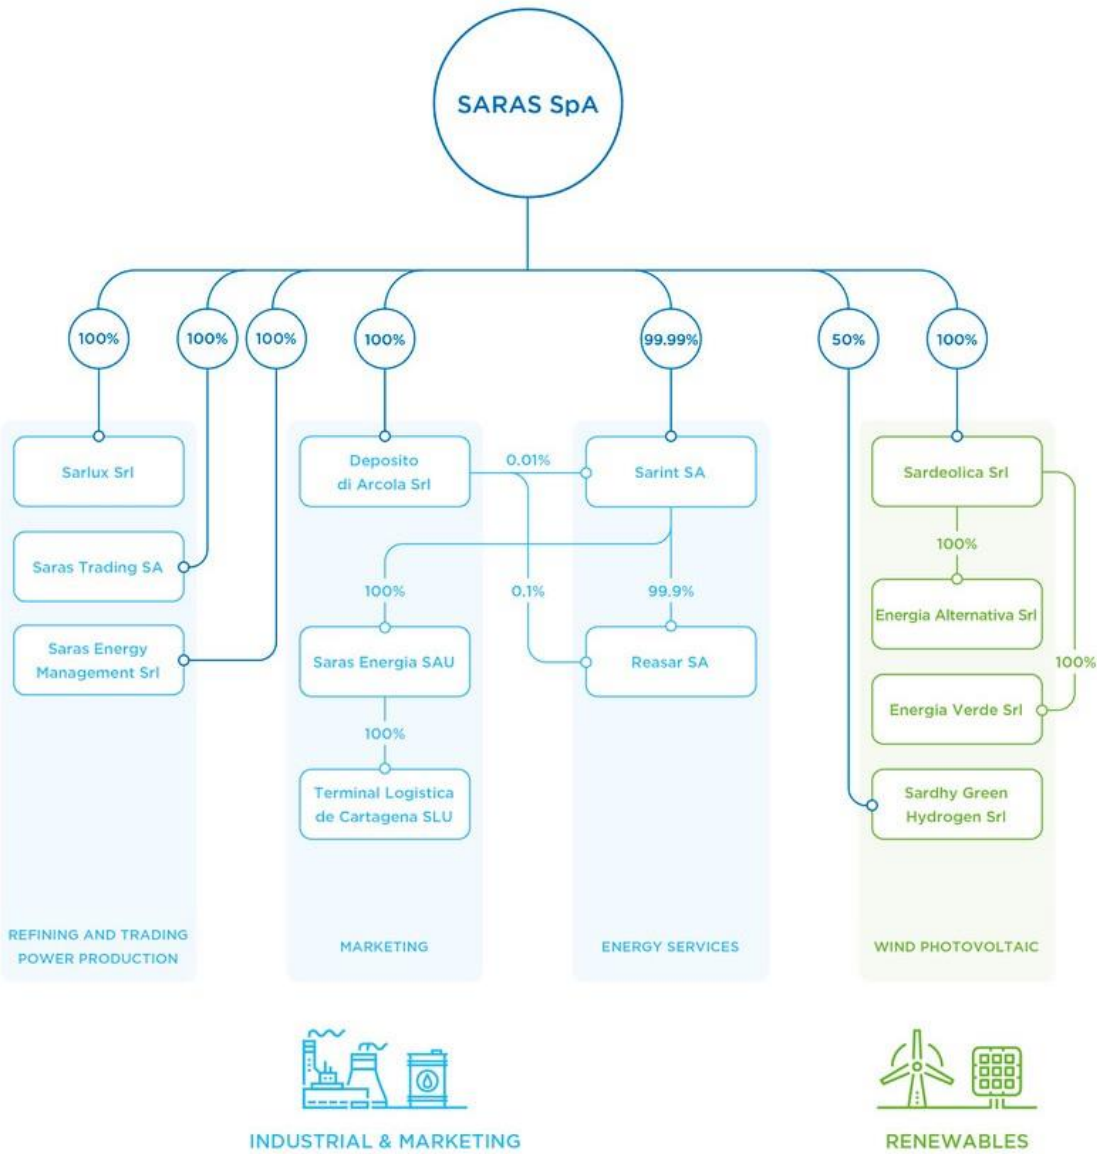 SARAS SpA
100%
100%
100%
100%
99.99%
50%
100%
Sarlux Srl
Saras Trading SA
Saras Energy
Management Srl
REFINING AND TRADING
POWER PRODUCTION
Deposito
di Arcola Srl
0.01%
0.1%
100%
Saras Energia SAU
100%
Terminal Logistica
de Cartagena SLU
MARKETING
Sarint SA
99.9%
Reasar SA
ENERGY SERVICES
Sardeolica Srl
100%
Energia Alternativa Srl
100%
Energia Verde Srl
Sardhy Green
Hydrogen Srl
WIND PHOTOVOLTAIC
INDUSTRIAL & MARKETING
RENEWABLES